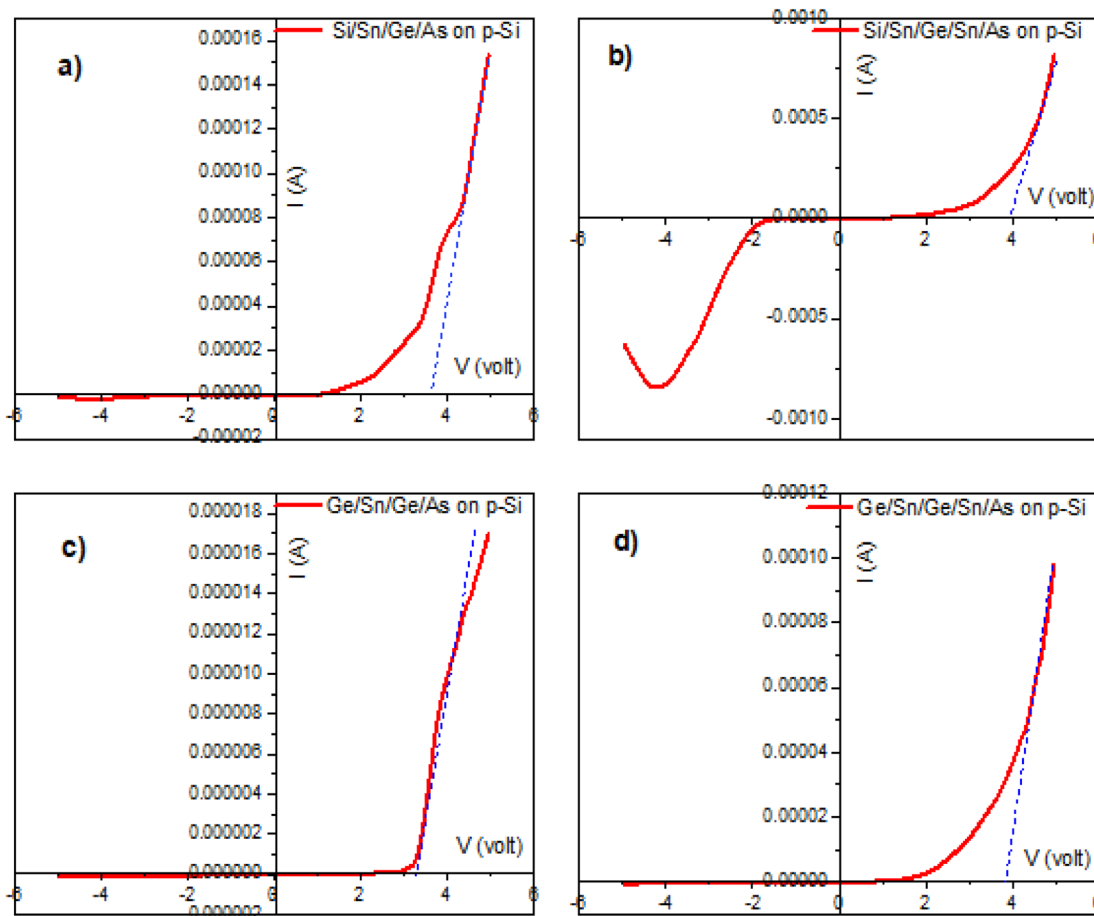 a)
Si/Sn/Ge/As on p-Si
0.00016
0.00014
0.00012
0.00010
0.00008
0.00006
0.00004
0.00002
0.00000
-0.00002
I (A)
V (volt)
-6 -4 -2 0 2 4 6
b)
Si/Sn/Ge/Sn/As on p-Si
0.0010
0.0005
0.0000
-0.0005
-0.0010
I (A)
V (volt)
-6 -4 -2 0 2 4 6
c)
Ge/Sn/Ge/As on p-Si
0.000018
0.000016
0.000014
0.000012
0.000010
0.000008
0.000006
0.000004
0.000002
0.000000
-0.000002
I (A)
V (volt)
-6 -4 -2 0 2 4 6
d)
Ge/Sn/Ge/Sn/As on p-Si
0.00012
0.00010
0.00008
0.00006
0.00004
0.00002
0.00000
I (A)
V (volt)
-6 -4 -2 0 2 4 6